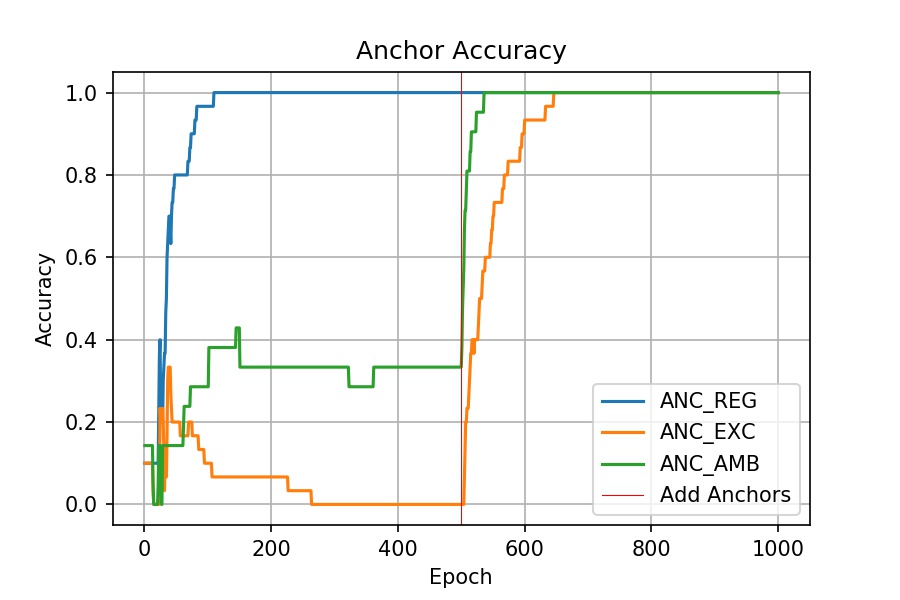 Anchor Accuracy
1.0
0.8
0.6
0.4
0.2
0.0
Accuracy
0 200 400 600 800 1000
Epoch
ANC_REG
ANC_EXC
ANC_AMB
Add Anchors